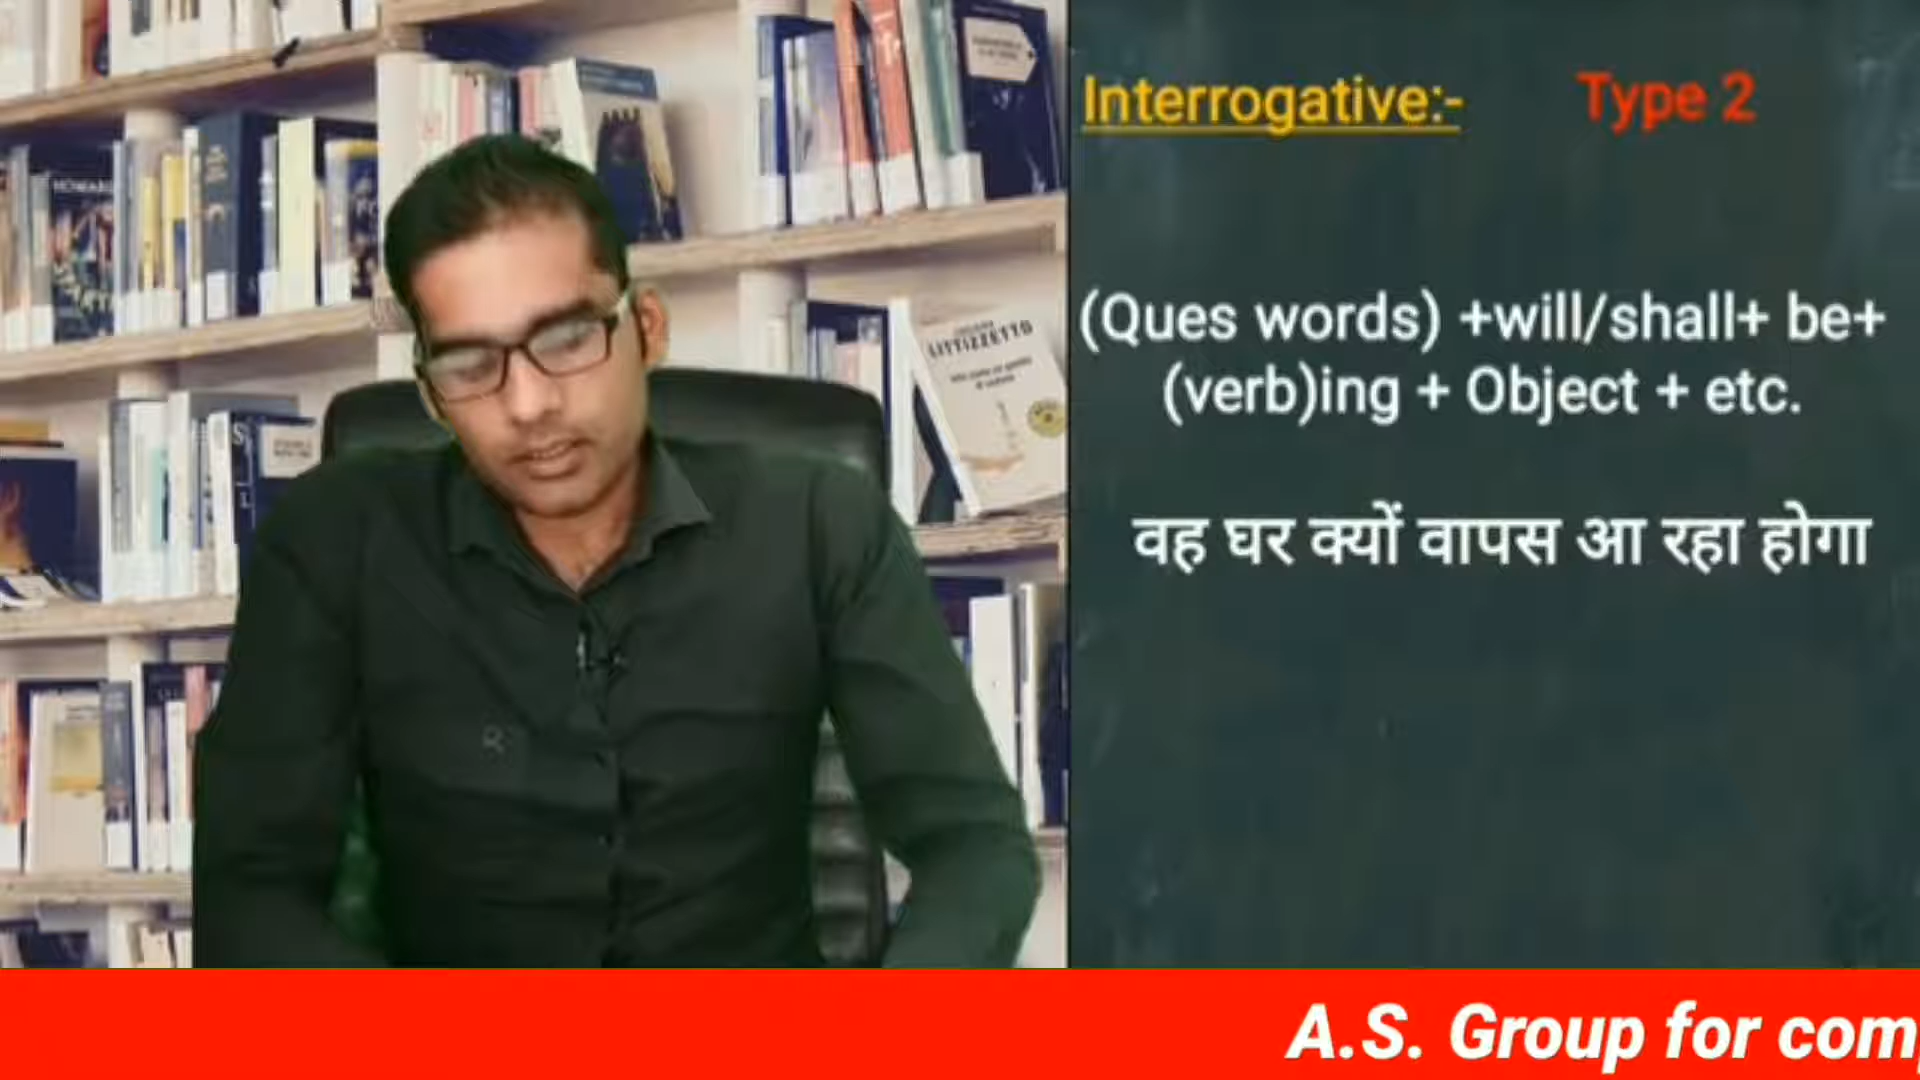 Interrogative:- Type 2
(Ques words) +will/shall+ be+
(verb)ing + Object + etc.
वह घर क्यों वापस आ रहा होगा
LITTIZZETTO
A.S. Group for com